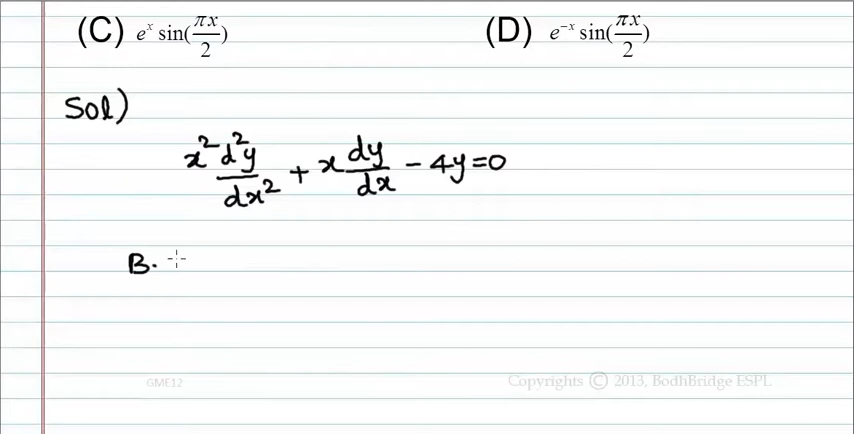 (C) e^x sin(πx/2) (D) e^{-x} sin(πx/2)
Sol)
x² d²y/dx² + x dy/dx - 4y = 0
B.
GME12 Copyrights © 2013, BodhBridge ESPL